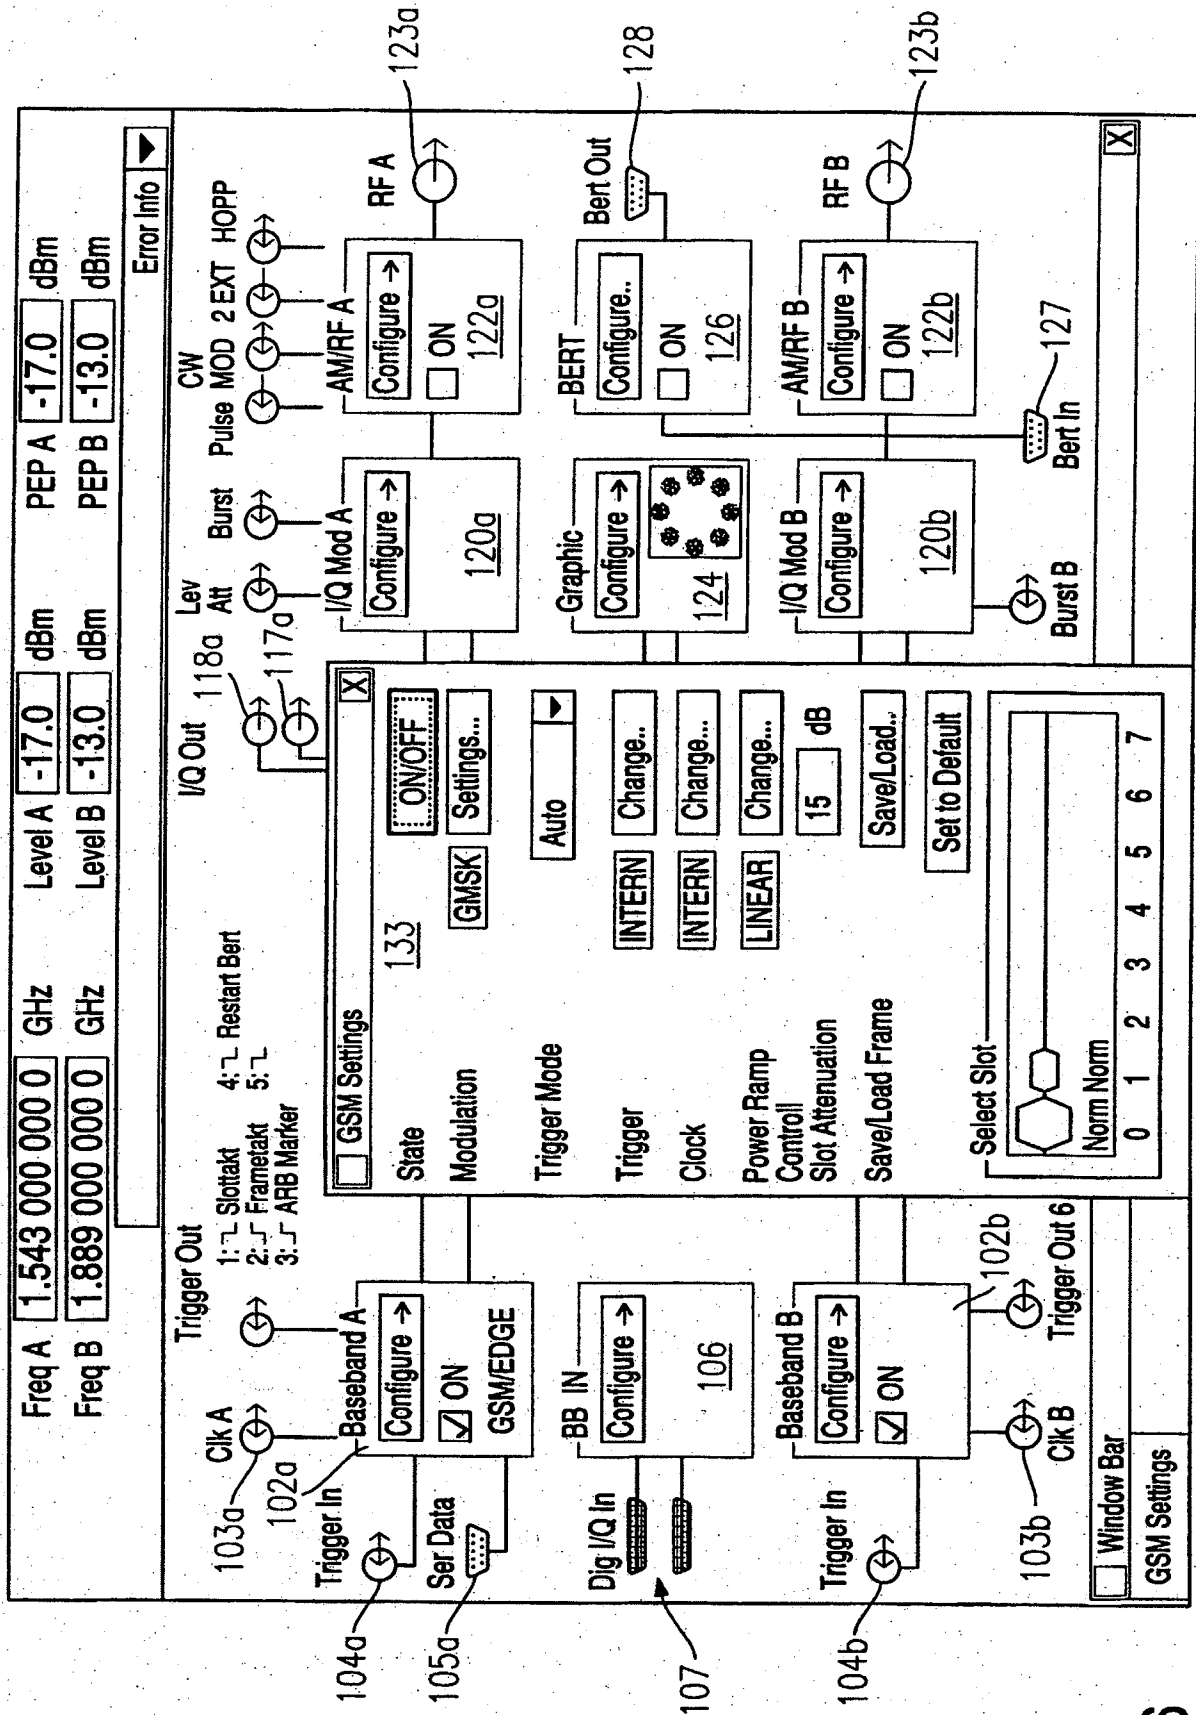 Freq A 1.543 000 000 0 GHz Level A -17.0 dBm PEP A -17.0 dBm
Freq B 1.889 000 000 0 GHz Level B -13.0 dBm PEP B -13.0 dBm
Error Info
Clk A
Trigger Out
1: Slottakt
2: Frametakt
3: ARB Marker
4: Restart Bert
5:
I/Q Out
Lev
Att
Burst
CW
Pulse MOD 2 EXT HOPP
103a
102a
118a
117a
Trigger In
104a
Ser Data
105a
Baseband A
Configure →
ON
GSM/EDGE
I/Q Mod A
Configure →
120a
AM/RF A
Configure →
ON
122a
RF A
123a
GSM Settings X
133
State ON/OFF
Modulation GMSK Settings...
Trigger Mode Auto
Trigger INTERN Change...
Clock INTERN Change...
Power Ramp
Controll LINEAR Change...
Slot Attenuation 15 dB
Save/Load Frame Save/Load..
Set to Default
Select Slot
Norm Norm
0 1 2 3 4 5 6 7
Dig I/Q In
107
BB IN
Configure →
106
Graphic
Configure →
124
BERT
Configure..
ON
126
Bert Out
128
Trigger In
104b
Baseband B
Configure →
ON
102b
I/Q Mod B
Configure →
120b
AM/RF B
Configure →
ON
122b
RF B
123b
103b
Clk B
Trigger Out 6
Burst B
Bert In
127
Window Bar X
GSM Settings